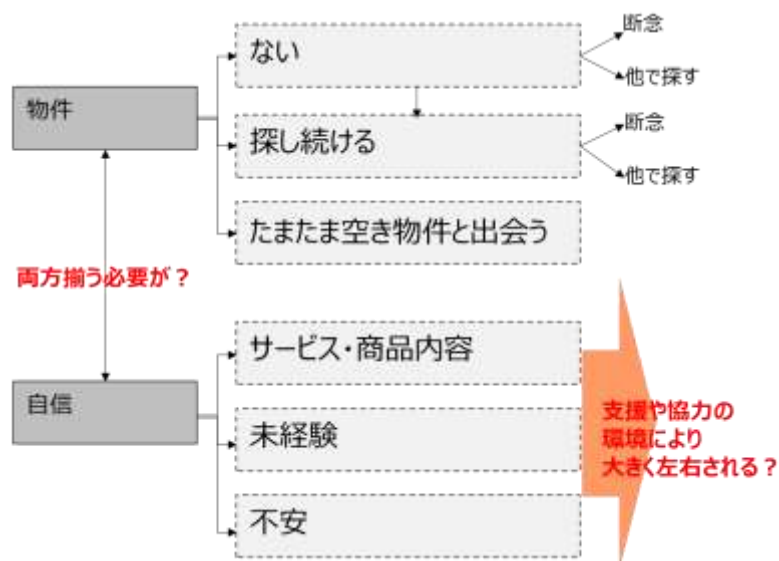 断念
ない
他で探す
物件
断念
探し続ける
他で探す
たまたま空き物件と出会う
両方揃う必要が？
サービス・商品内容
自信
支援や協力の
環境により
大きく左右される？
未経験
不安